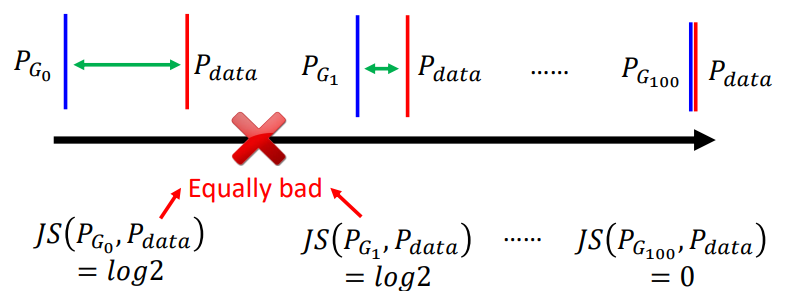 P_{G_0} P_{data} P_{G_1} P_{data} …… P_{G_{100}} P_{data}
Equally bad
JS(P_{G_0}, P_{data}) JS(P_{G_1}, P_{data}) …… JS(P_{G_{100}}, P_{data})
= log2 = log2 = 0